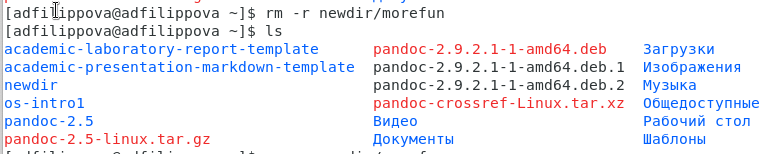 [adfilippova@adfilippova ~]$ rm -r newdir/morefun
[adfilippova@adfilippova ~]$ ls
academic-laboratory-report-template pandoc-2.9.2.1-1-amd64.deb Загрузки
academic-presentation-markdown-template pandoc-2.9.2.1-1-amd64.deb.1 Изображения
newdir pandoc-2.9.2.1-1-amd64.deb.2 Музыка
os-intro1 pandoc-crossref-Linux.tar.xz Общедоступные
pandoc-2.5 Видео Рабочий стол
pandoc-2.5-linux.tar.gz Документы Шаблоны